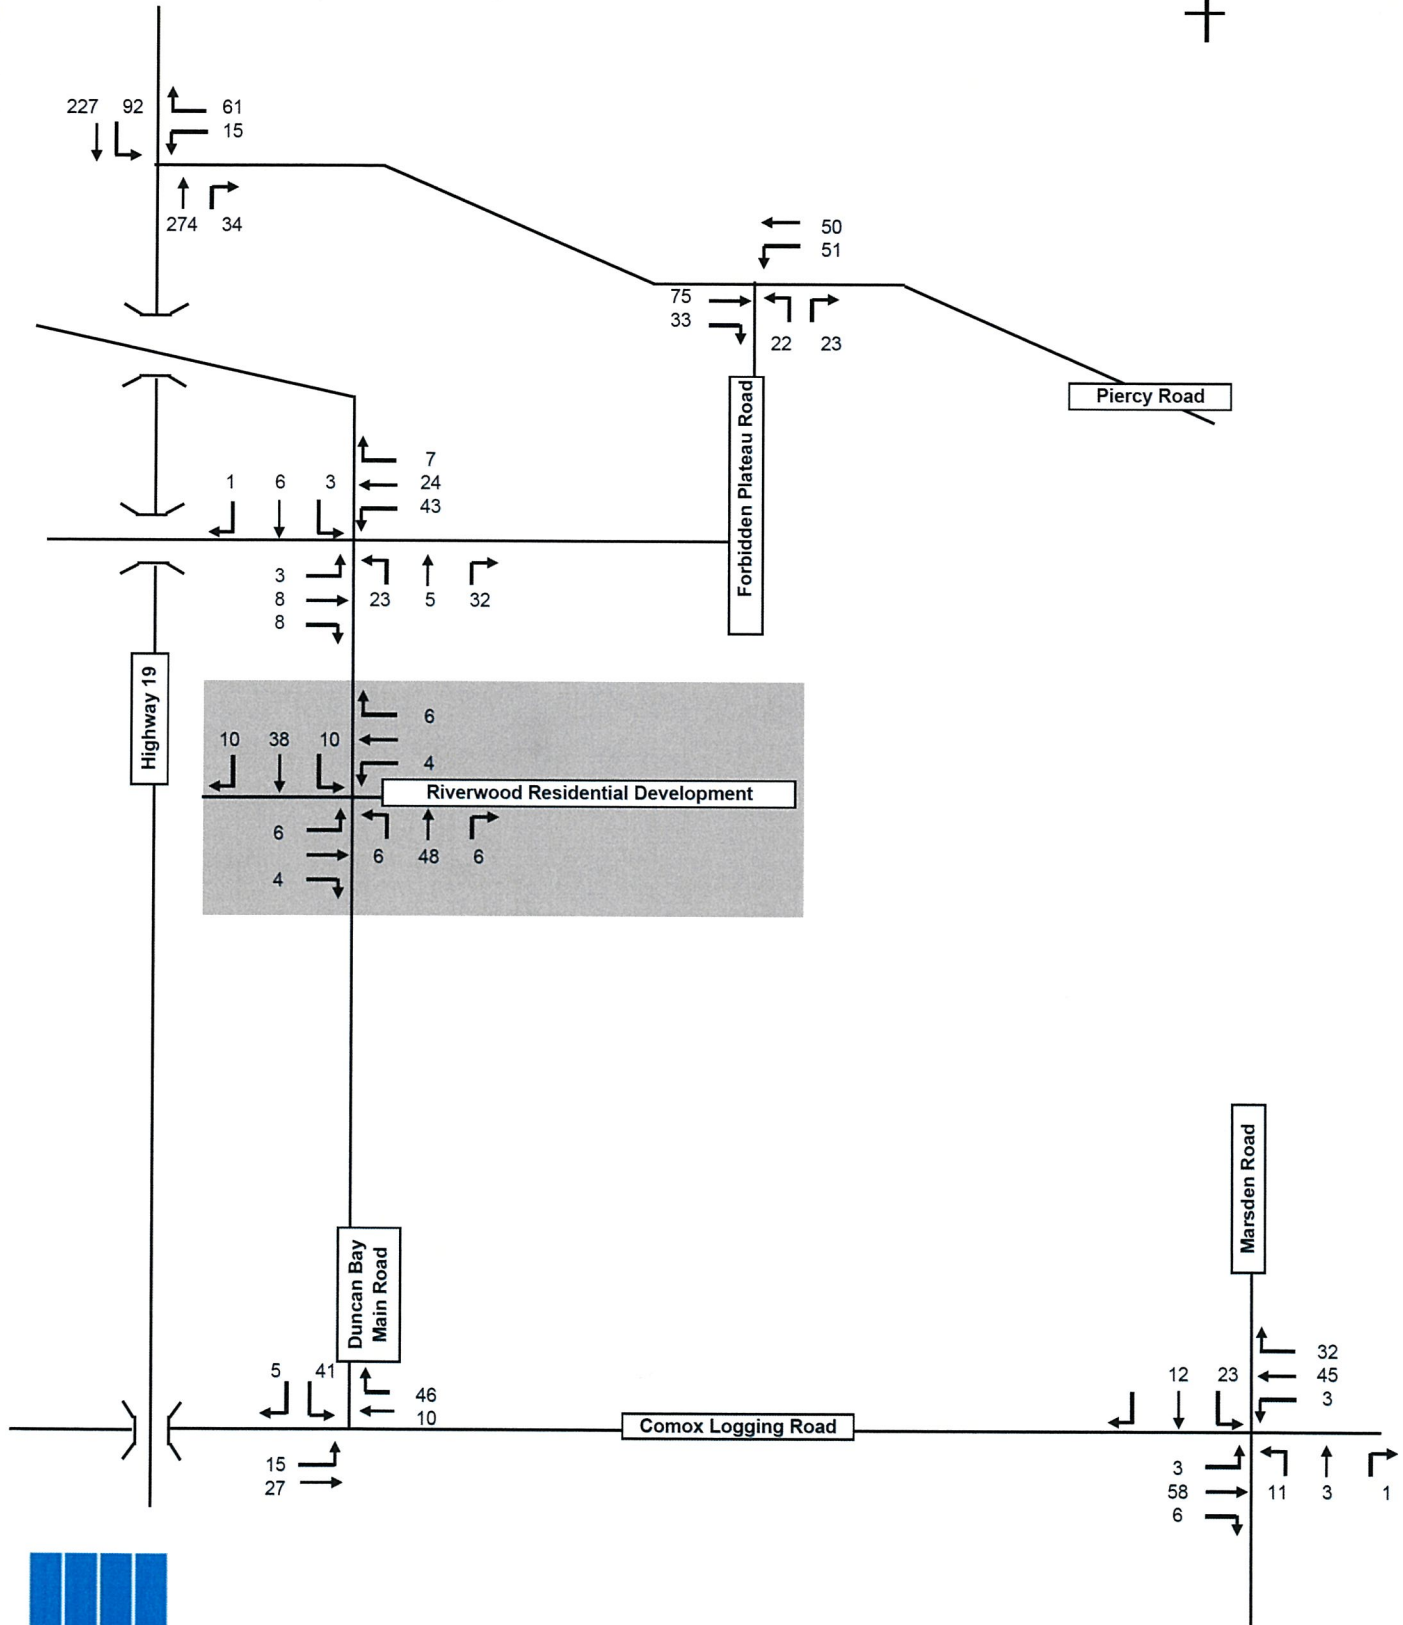 227 92 61
15
274 34
50
51
75
33
22 23
Piercy Road
Forbidden Plateau Road
7
1 6 3 24
43
3
8 23 5 32
8
Highway 19
6
10 38 10
4
Riverwood Residential Development
6
6 48 6
4
Marsden Road
Duncan Bay
Main Road
5 41
46
10
Comox Logging Road
15
27
32
12 23 45
3
3
58 11 3 1
6